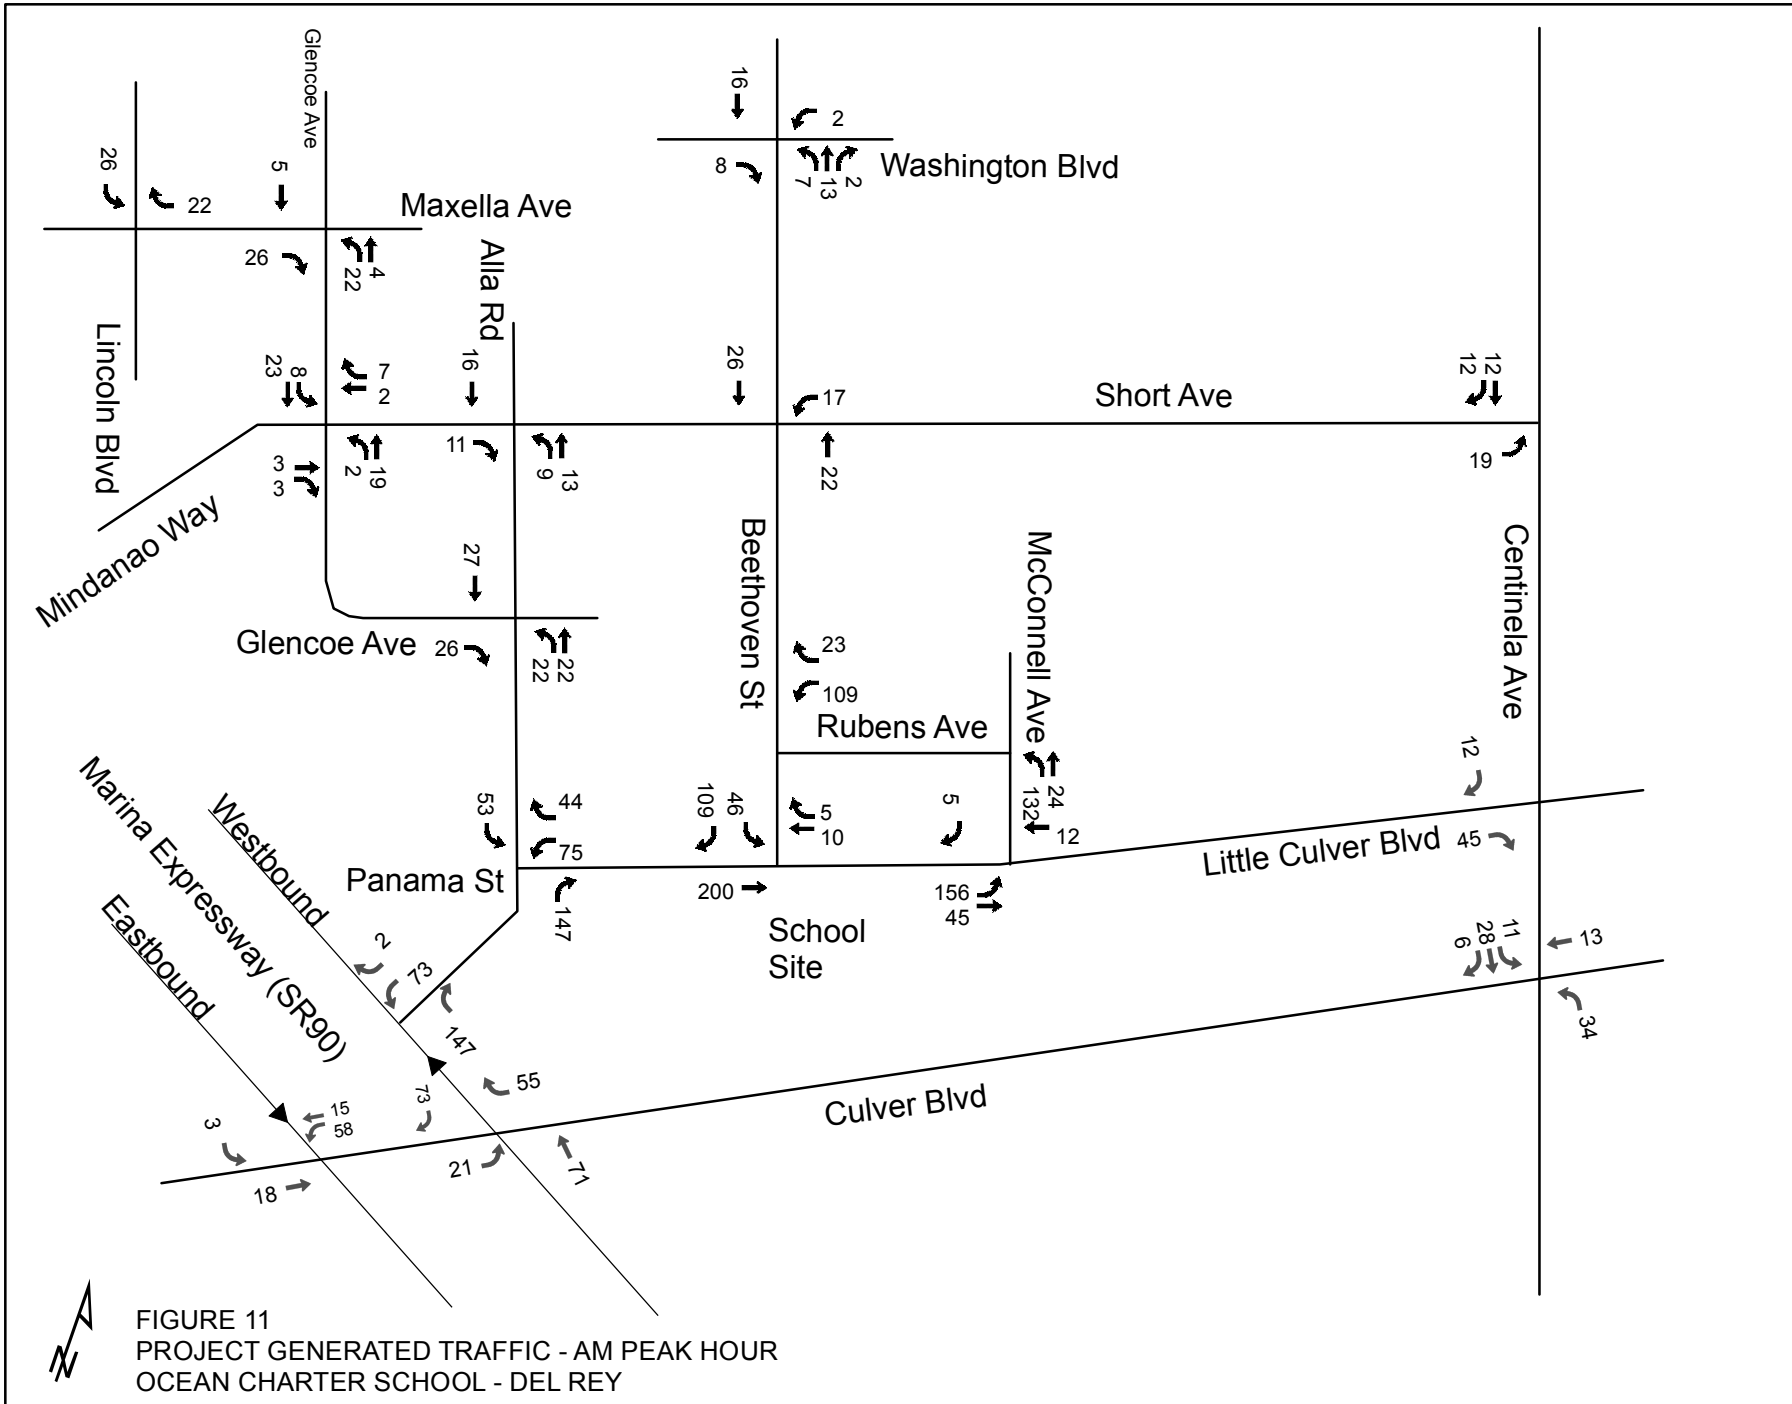 Glencoe Ave
16
2
26
5
8
7
13
2
Washington Blvd
22
Maxella Ave
26
22
4
Alla Rd
Lincoln Blvd
23
8
7
2
16
26
17
Short Ave
12
12
3
3
2
19
11
9
13
22
19
Mindanao Way
27
Beethoven St
McConnell Ave
Centinela Ave
Glencoe Ave
26
22
22
23
109
Rubens Ave
12
Marina Expressway (SR90)
Westbound
Eastbound
53
44
75
109
46
5
10
5
132
24
12
Little Culver Blvd
45
Panama St
147
200
156
45
School
Site
6
28
11
13
34
2
73
147
55
73
Culver Blvd
3
15
58
18
21
71
N
FIGURE 11
PROJECT GENERATED TRAFFIC - AM PEAK HOUR
OCEAN CHARTER SCHOOL - DEL REY